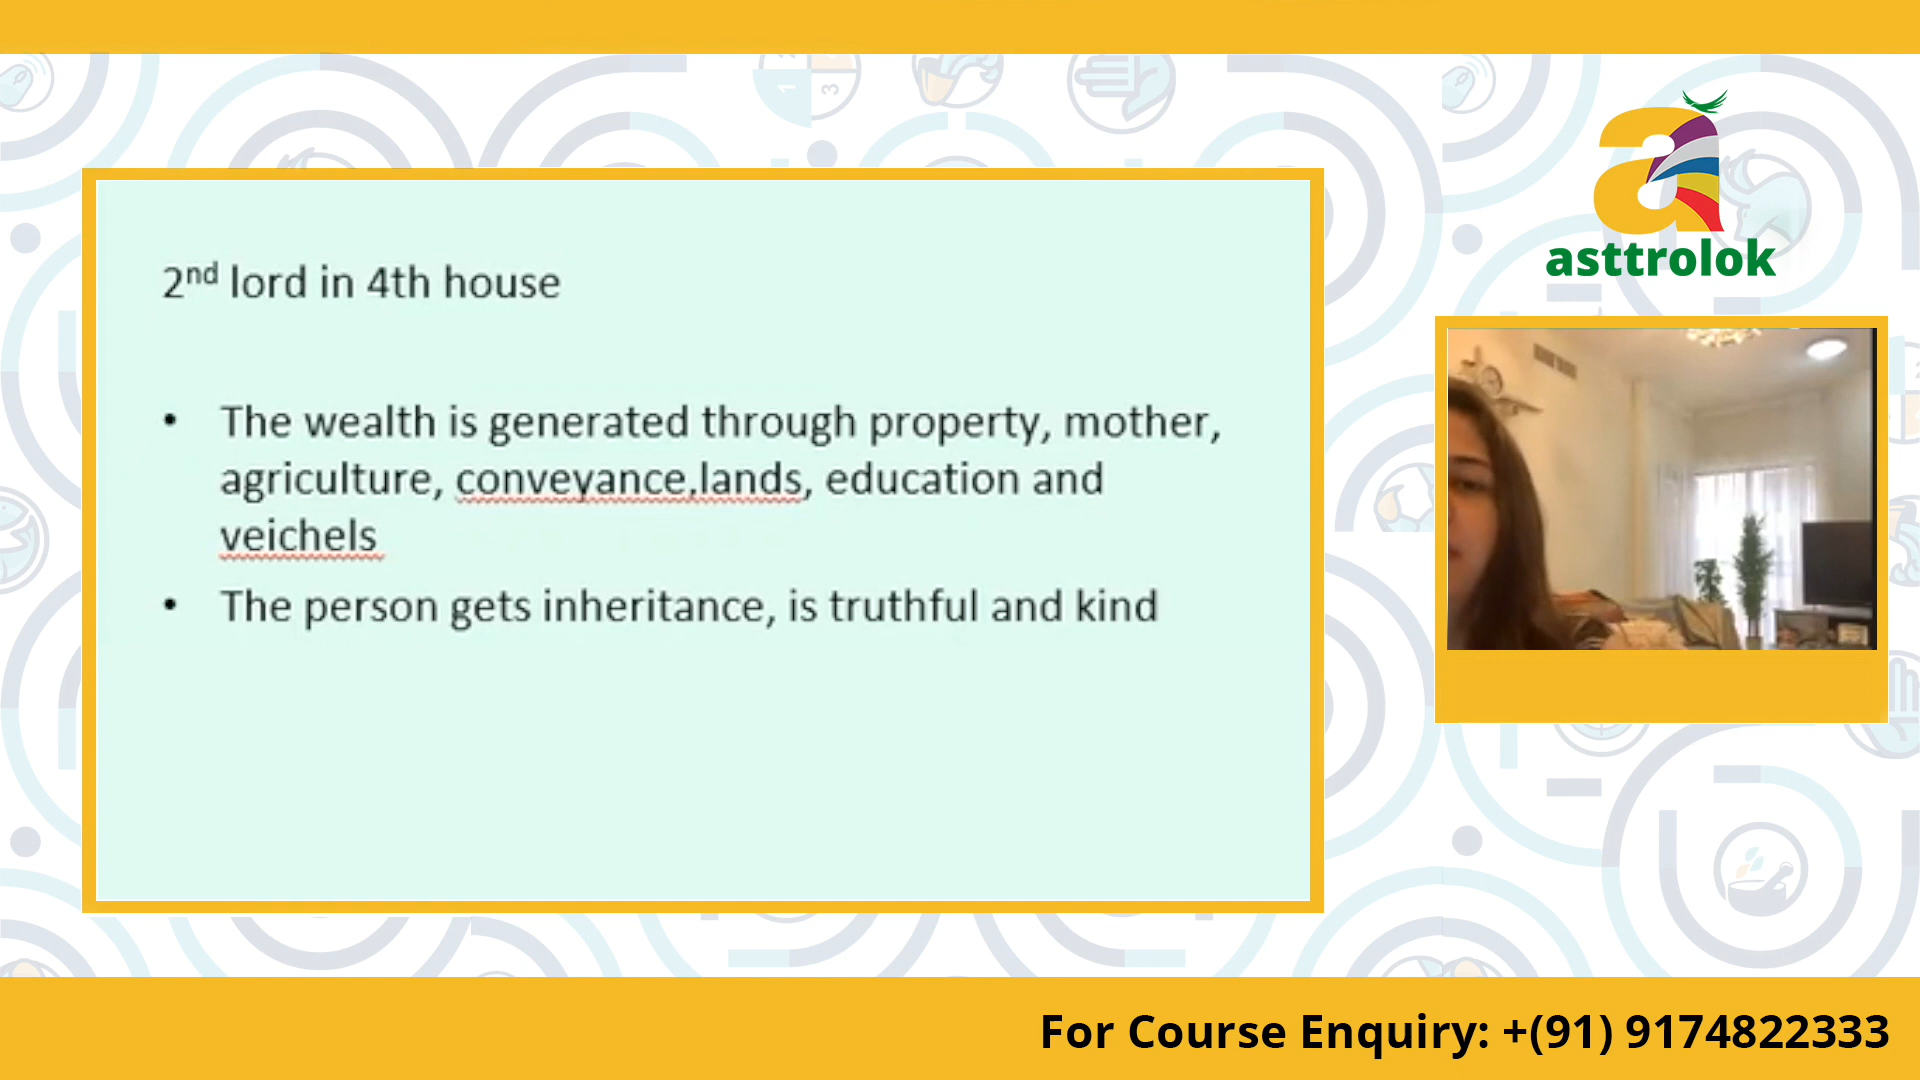 2nd lord in 4th house
• The wealth is generated through property, mother,
agriculture, conveyance,lands, education and
veichels
• The person gets inheritance, is truthful and kind
asttrolok
For Course Enquiry: +(91) 9174822333